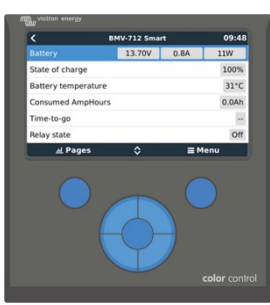 victron energy
BMV-712 Smart 09:48
Battery 13.70V 0.8A 11W
State of charge 100%
Battery temperature 31°C
Consumed AmpHours 0.0Ah
Time-to-go --
Relay state Off
Pages Menu
color control